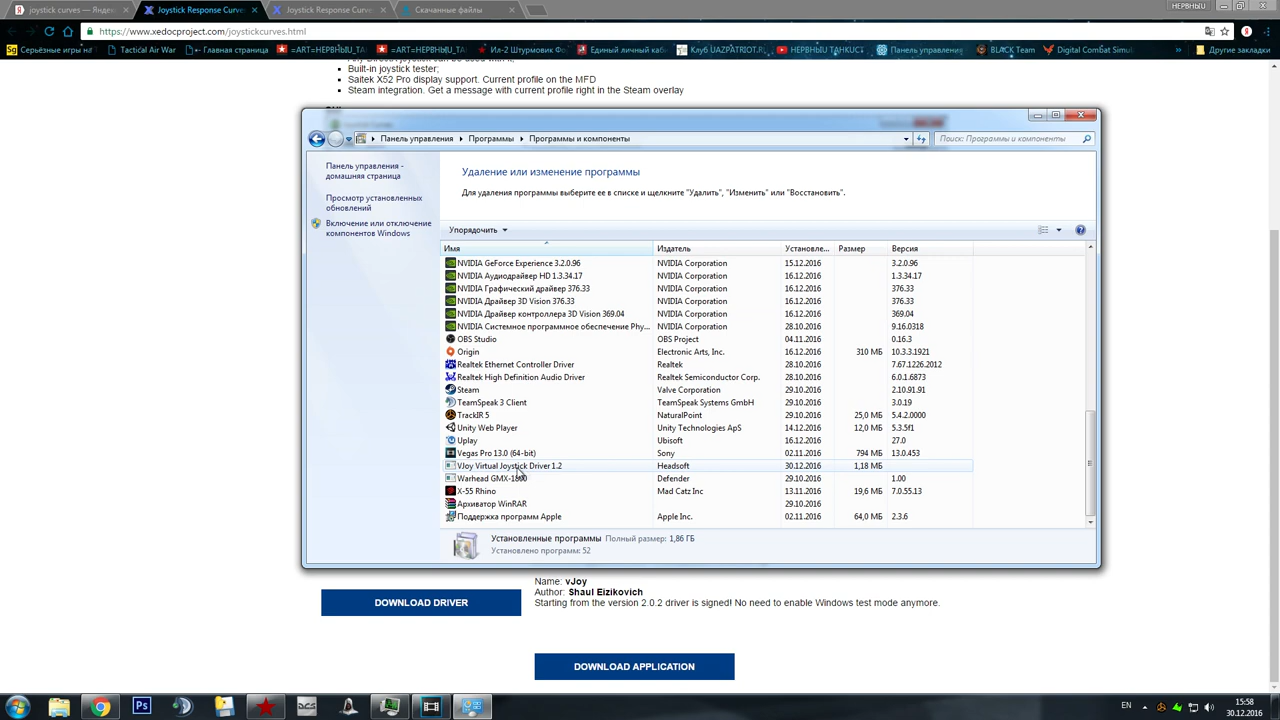 joystick curves — Яндек
Joystick Response Curve
Joystick Response Curve
Скачанные файлы
НЕРВНЫЙ
https://www.xedocproject.com/joystickcurves.html
Серьёзные игры на
Tactical Air War
<- Главная страница
=ART=НЕРВНЫU_ТА
=ART=НЕРВНЫU_ТАН
Ил-2 Штурмовик Фо
Единый личный каб
Клуб UAZPATRIOT.RU
НЕРВНЫU ТАНКИСТ
Панель управления
BLACK Team
Digital Combat Simul
»
Другие закладки
Built-in joystick tester;
Saitek X52 Pro display support. Current profile on the MFD
Steam integration. Get a message with current profile right in the Steam overlay
Панель управления
Программы
Программы и компоненты
Поиск: Программы и компоненты
Панель управления - домашняя страница
Просмотр установленных обновлений
Включение или отключение компонентов Windows
Удаление или изменение программы
Для удаления программы выберите ее в списке и щелкните "Удалить", "Изменить" или "Восстановить".
Упорядочить
Имя Издатель Установле... Размер Версия
NVIDIA GeForce Experience 3.2.0.96 NVIDIA Corporation 15.12.2016 3.2.0.96
NVIDIA Аудиодрайвер HD 1.3.34.17 NVIDIA Corporation 16.12.2016 1.3.34.17
NVIDIA Графический драйвер 376.33 NVIDIA Corporation 16.12.2016 376.33
NVIDIA Драйвер 3D Vision 376.33 NVIDIA Corporation 16.12.2016 376.33
NVIDIA Драйвер контроллера 3D Vision 369.04 NVIDIA Corporation 16.12.2016 369.04
NVIDIA Системное программное обеспечение Phy... NVIDIA Corporation 28.10.2016 9.16.0318
OBS Studio OBS Project 04.11.2016 0.16.3
Origin Electronic Arts, Inc. 16.12.2016 310 МБ 10.3.3.1921
Realtek Ethernet Controller Driver Realtek 28.10.2016 7.67.1226.2012
Realtek High Definition Audio Driver Realtek Semiconductor Corp. 28.10.2016 6.0.1.6873
Steam Valve Corporation 29.10.2016 2.10.91.91
TeamSpeak 3 Client TeamSpeak Systems GmbH 29.10.2016 3.0.19
TrackIR 5 NaturalPoint 29.10.2016 25,0 МБ 5.4.2.0000
Unity Web Player Unity Technologies ApS 14.12.2016 12,0 МБ 5.3.5f1
Uplay Ubisoft 16.12.2016 27.0
Vegas Pro 13.0 (64-bit) Sony 02.11.2016 794 МБ 13.0.453
VJoy Virtual Joystick Driver 1.2 Headsoft 30.12.2016 1,18 МБ
Warhead GMX-1800 Defender 29.10.2016 1.00
X-55 Rhino Mad Catz Inc 13.11.2016 19,6 МБ 7.0.55.13
Архиватор WinRAR 29.10.2016
Поддержка программ Apple Apple Inc. 02.11.2016 64,0 МБ 2.3.6
Установленные программы Полный размер: 1,86 ГБ
Установлено программ: 52
Name: vJoy
Author: Shaul Eizikovich
DOWNLOAD DRIVER
Starting from the version 2.0.2 driver is signed! No need to enable Windows test mode anymore.
DOWNLOAD APPLICATION
Ps
DCS
EN
15:58
30.12.2016